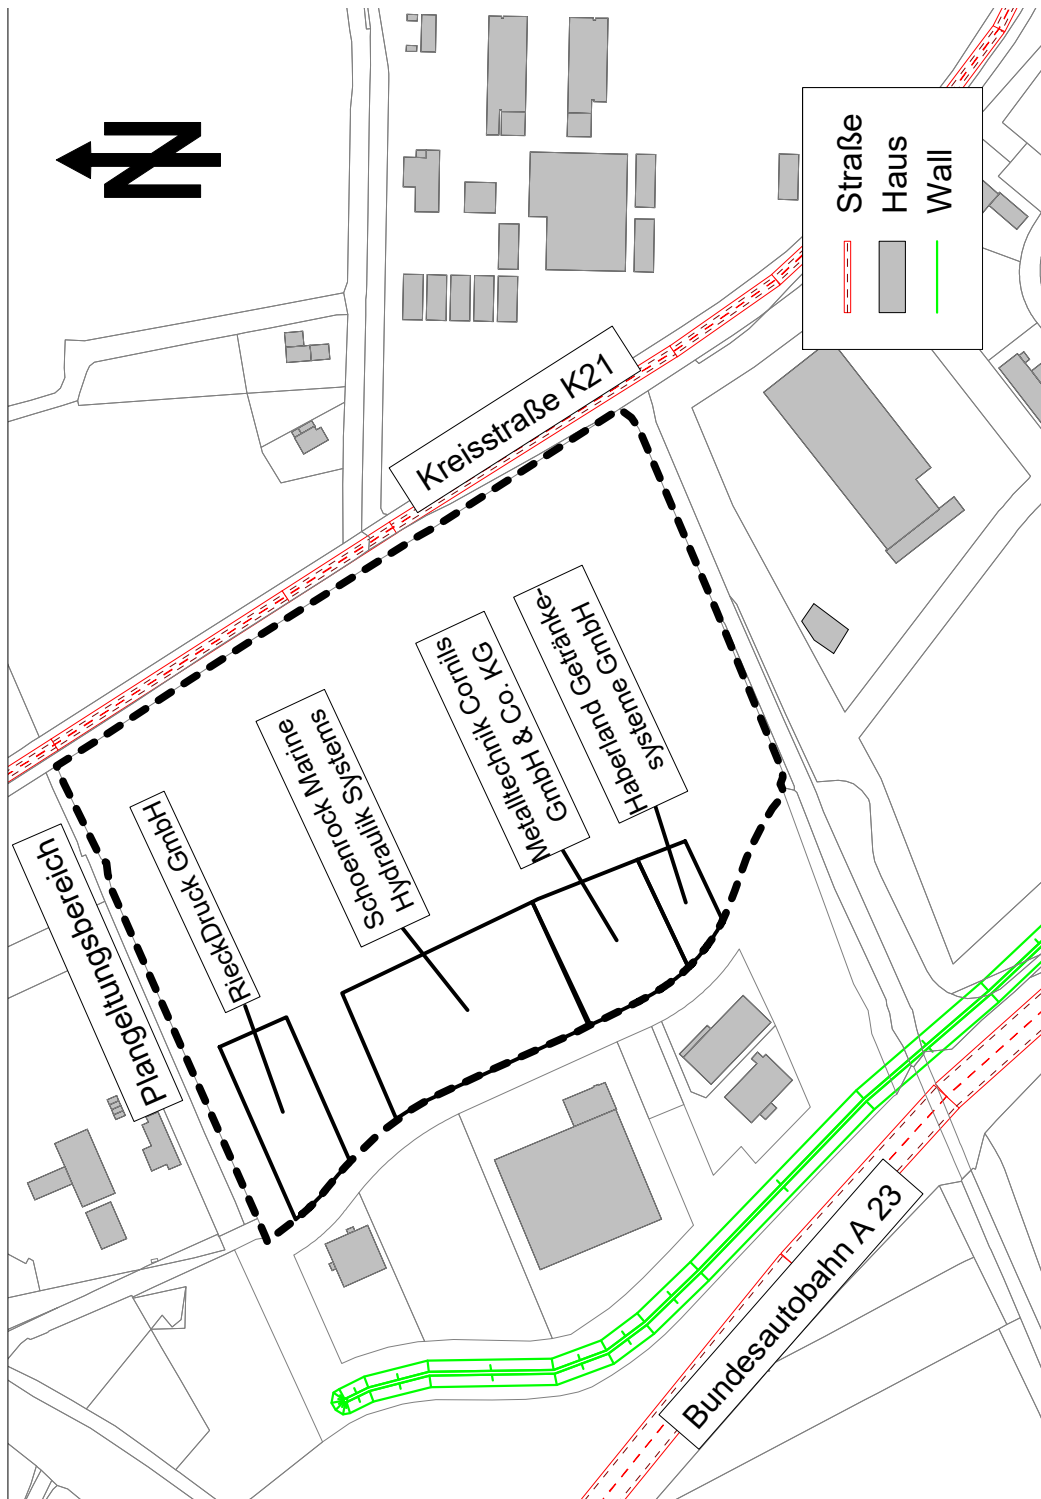 N
Straße
Haus
Wall
Kreisstraße K21
Plangeltungsbereich
RieckDruck GmbH
Schoenrock Marine
Hydraulik Systems
Metalltechnik Cornils
GmbH & Co. KG
Haberland Getränke-
systeme GmbH
Bundesautobahn A 23